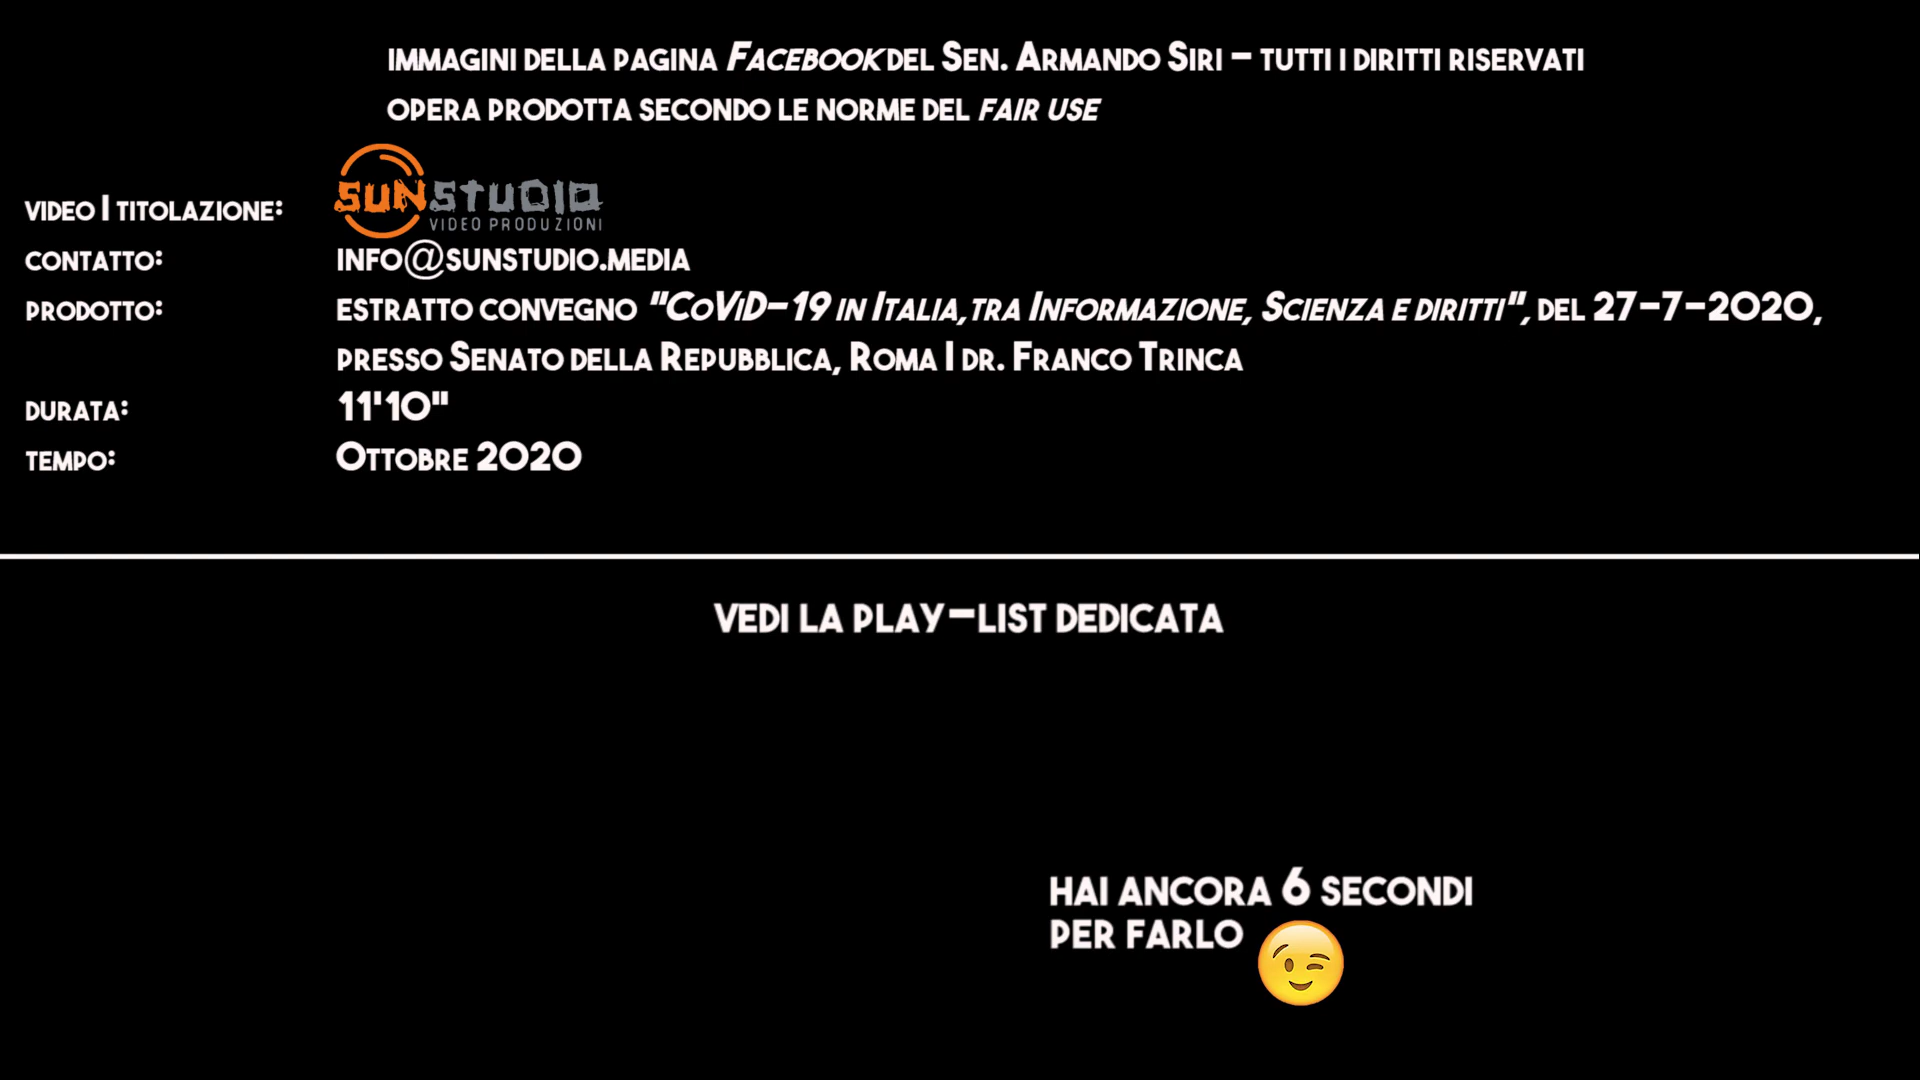 IMMAGINI DELLA PAGINA FACEBOOK DEL SEN. ARMANDO SIRI – TUTTI I DIRITTI RISERVATI
OPERA PRODOTTA SECONDO LE NORME DEL FAIR USE
VIDEO | TITOLAZIONE: SUNSTUDIO
VIDEO PRODUZIONI
CONTATTO: INFO@SUNSTUDIO.MEDIA
PRODOTTO: ESTRATTO CONVEGNO "COVID-19 IN ITALIA, TRA INFORMAZIONE, SCIENZA E DIRITTI", DEL 27-7-2020,
PRESSO SENATO DELLA REPUBBLICA, ROMA | DR. FRANCO TRINCA
DURATA: 11'10"
TEMPO: OTTOBRE 2020
VEDI LA PLAY-LIST DEDICATA
HAI ANCORA 6 SECONDI
PER FARLO